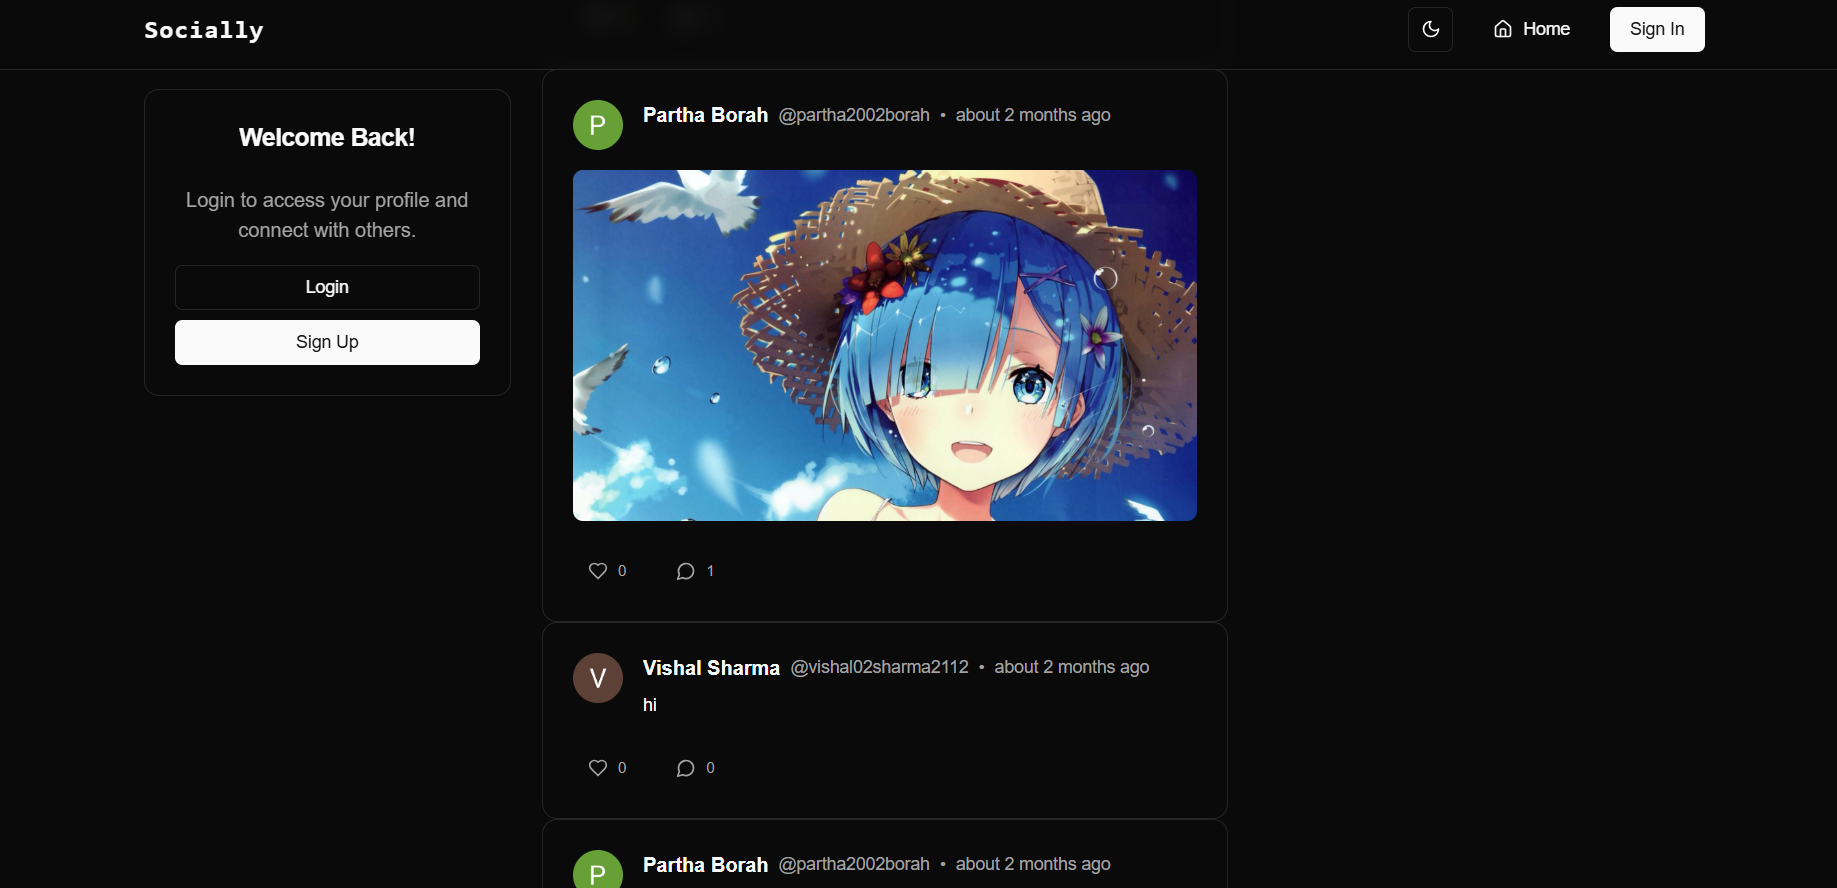 Socially
Home
Sign In
Welcome Back!
Login to access your profile and
connect with others.
Login
Sign Up
P
Partha Borah @partha2002borah • about 2 months ago
0 1
V
Vishal Sharma @vishal02sharma2112 • about 2 months ago
hi
0 0
P
Partha Borah @partha2002borah • about 2 months ago